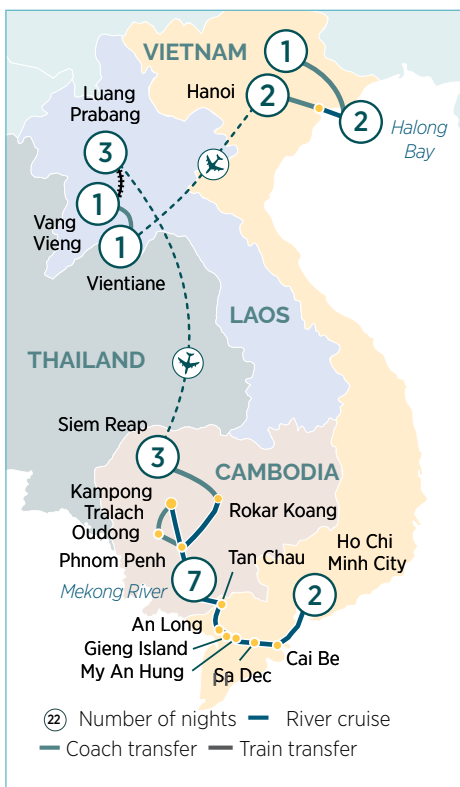 VIETNAM
1
Hanoi
2
2
Halong
Bay
Luang
Prabang
3
1
Vang
Vieng
1
Vientiane
LAOS
THAILAND
Siem Reap
3
CAMBODIA
Kampong
Tralach
Oudong
Rokar Koang
Phnom Penh
Ho Chi
Minh City
Tan Chau
7
2
Mekong River
An Long
Gieng Island
My An Hung
Sa Dec
Cai Be
22 Number of nights
River cruise
Coach transfer
Train transfer